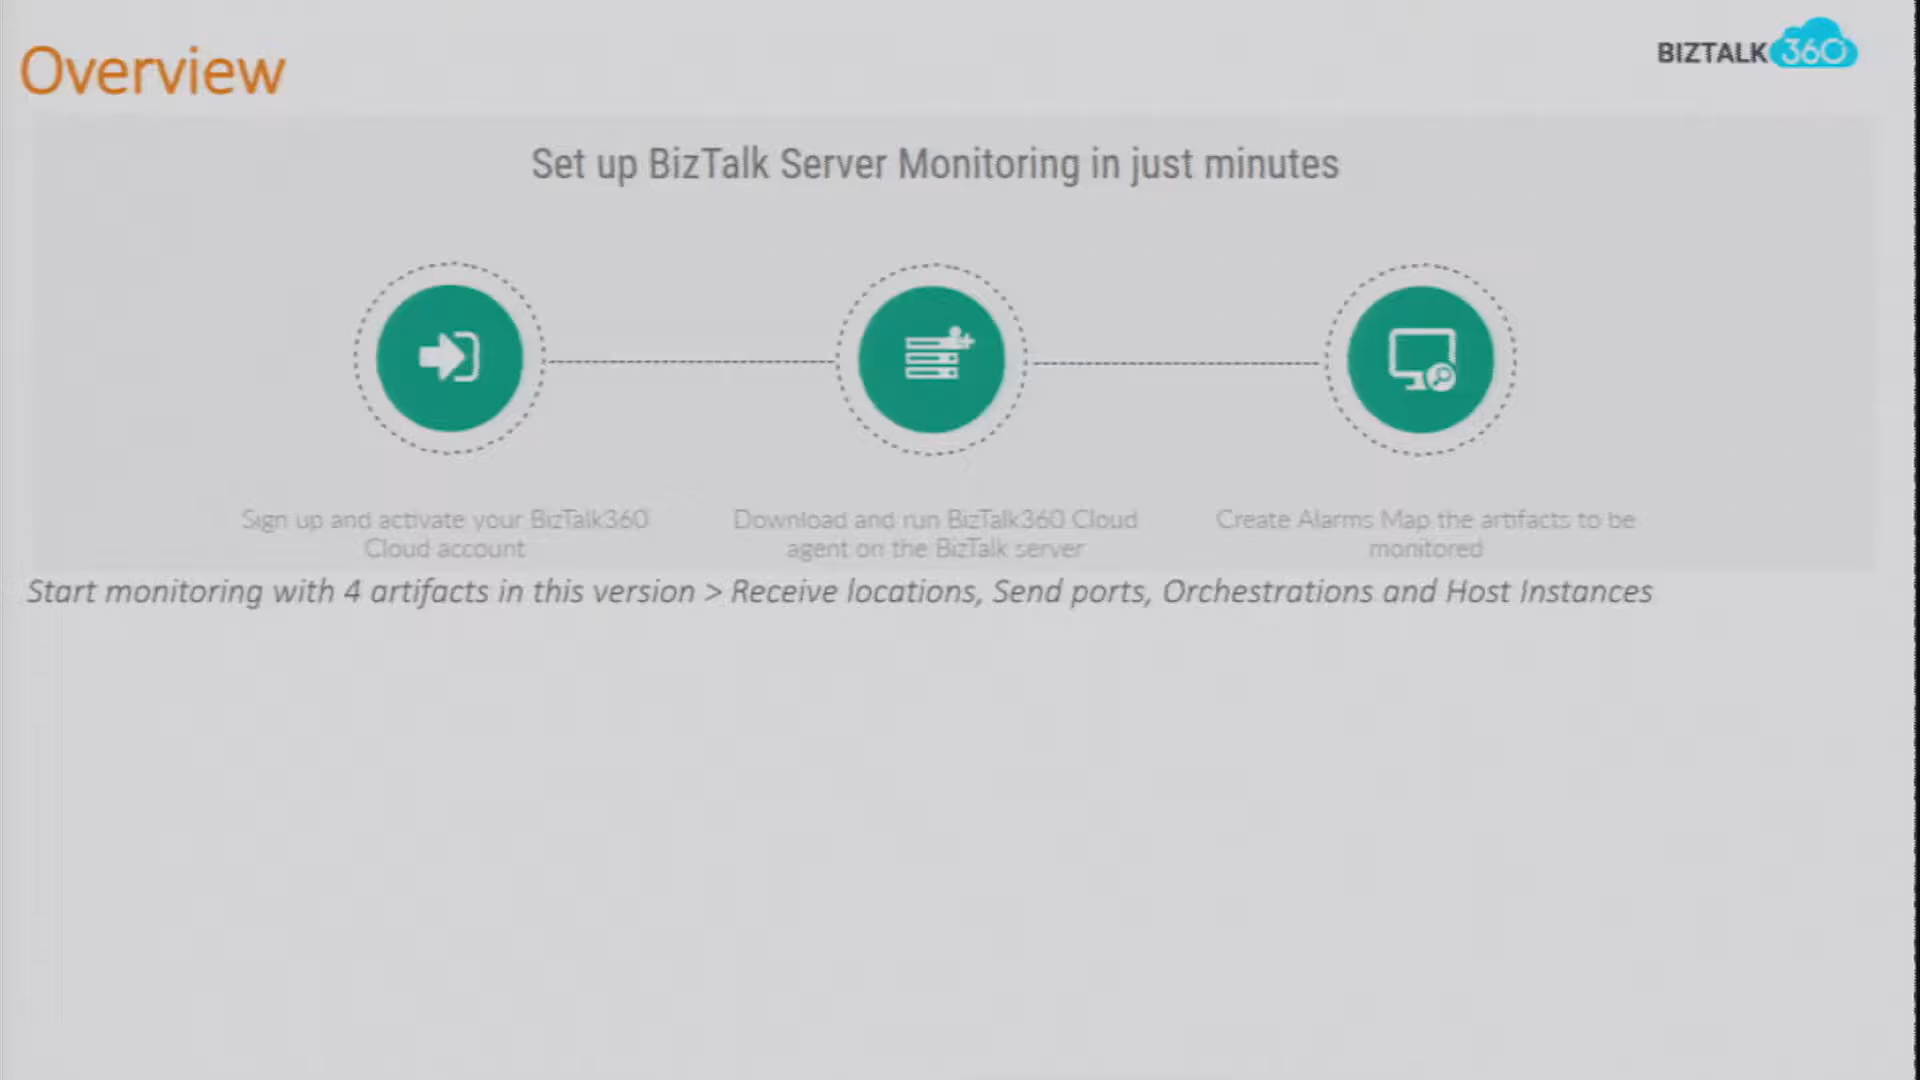 Overview
BIZTALK360
Set up BizTalk Server Monitoring in just minutes
Sign up and activate your BizTalk360
Cloud account
Download and run BizTalk360 Cloud
agent on the BizTalk server
Create Alarms Map the artifacts to be
monitored
Start monitoring with 4 artifacts in this version > Receive locations, Send ports, Orchestrations and Host Instances